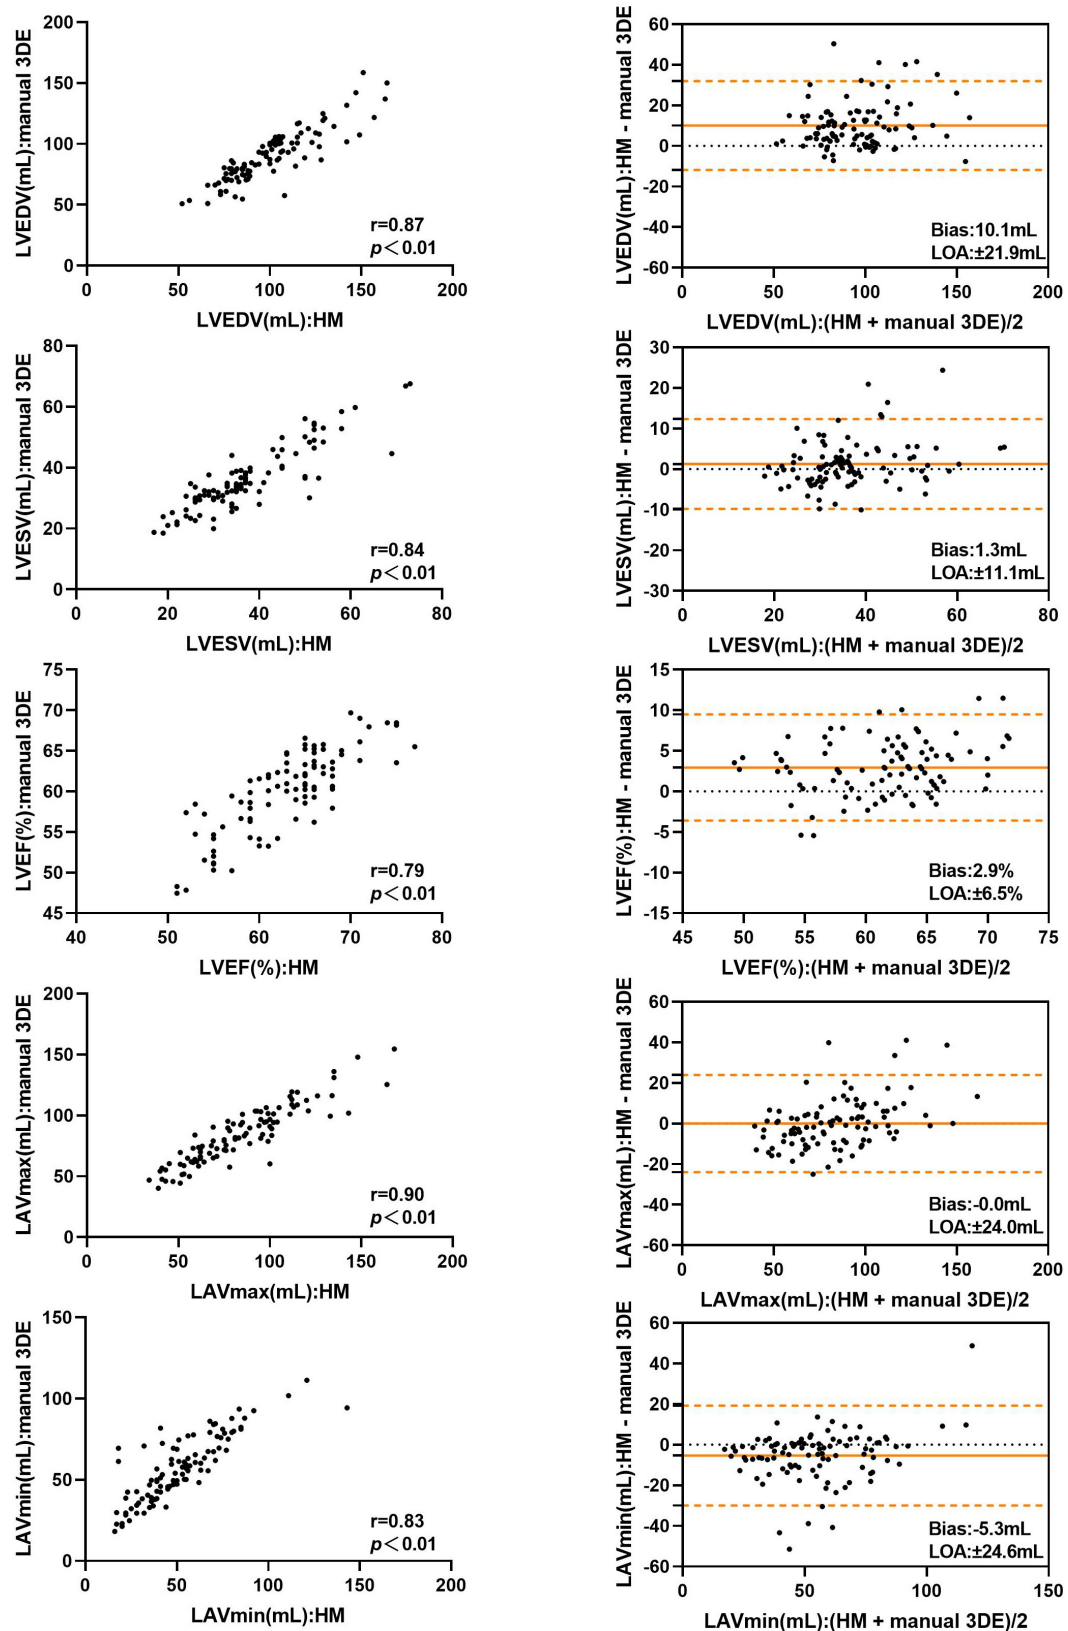 LVEDV(mL):manual 3DE
200
150
100
50
0
r=0.87
p<0.01
0 50 100 150 200
LVEDV(mL):HM
LVEDV(mL):HM - manual 3DE
60
40
20
0
-20
-40
-60
Bias:10.1mL
LOA:±21.9mL
0 50 100 150 200
LVEDV(mL):(HM + manual 3DE)/2
LVESV(mL):manual 3DE
80
60
40
20
0
r=0.84
p<0.01
0 20 40 60 80
LVESV(mL):HM
LVESV(mL):HM - manual 3DE
30
20
10
0
-10
-20
-30
Bias:1.3mL
LOA:±11.1mL
0 20 40 60 80
LVESV(mL):(HM + manual 3DE)/2
LVEF(%):manual 3DE
75
70
65
60
55
50
45
r=0.79
p<0.01
40 50 60 70 80
LVEF(%):HM
LVEF(%):HM - manual 3DE
15
10
5
0
-5
-10
-15
Bias:2.9%
LOA:±6.5%
45 50 55 60 65 70 75
LVEF(%):(HM + manual 3DE)/2
LAVmax(mL):manual 3DE
200
150
100
50
0
r=0.90
p<0.01
0 50 100 150 200
LAVmax(mL):HM
LAVmax(mL):HM - manual 3DE
60
40
20
0
-20
-40
-60
Bias:-0.0mL
LOA:±24.0mL
0 50 100 150 200
LAVmax(mL):(HM + manual 3DE)/2
LAVmin(mL):manual 3DE
150
100
50
0
r=0.83
p<0.01
0 50 100 150 200
LAVmin(mL):HM
LAVmin(mL):HM - manual 3DE
60
40
20
0
-20
-40
-60
Bias:-5.3mL
LOA:±24.6mL
0 50 100 150
LAVmin(mL):(HM + manual 3DE)/2